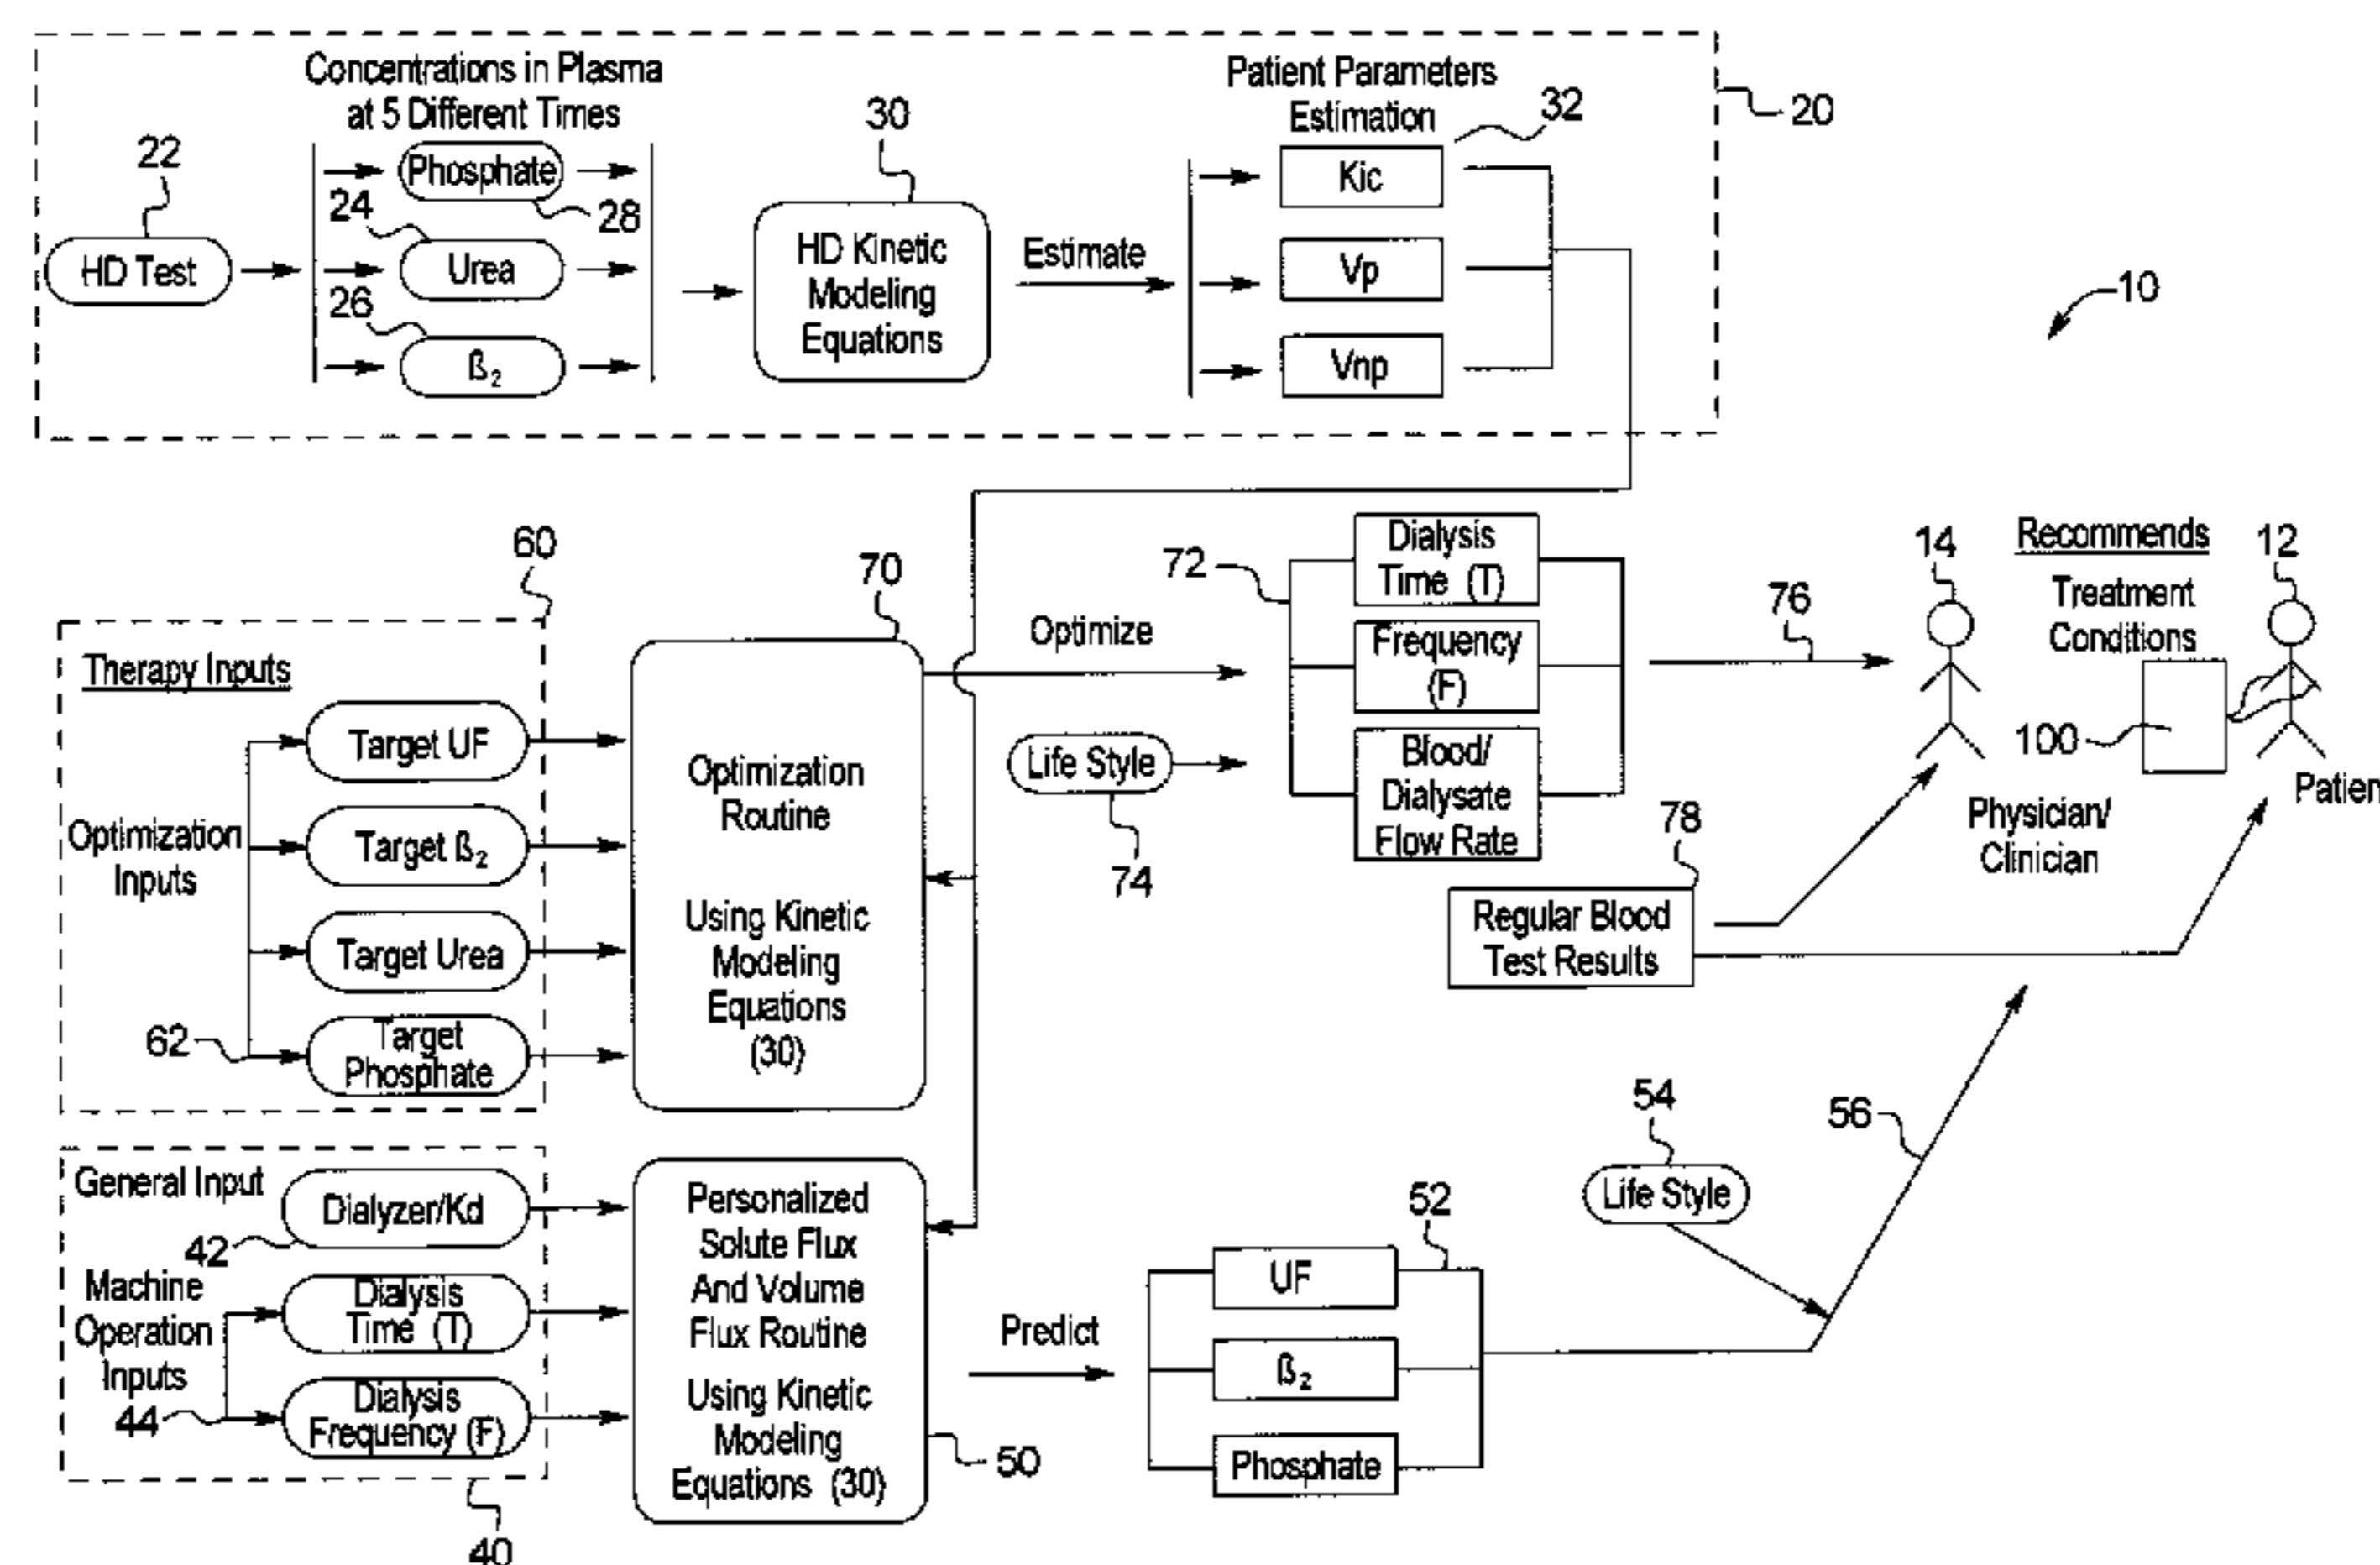 Concentrations in Plasma
at 5 Different Times
Patient Parameters
Estimation
32
20
22
30
HD Test
24
26
Phosphate
28
Urea
ß₂
HD Kinetic
Modeling
Equations
Estimate
Kic
Vp
Vnp
10
60
Therapy Inputs
Optimization
Inputs
62
Target UF
Target ß₂
Target Urea
Target
Phosphate
70
Optimization
Routine
Using Kinetic
Modeling
Equations
(30)
Optimize
Life Style
74
72
Dialysis
Time (T)
Frequency
(F)
Blood/
Dialysate
Flow Rate
76
14
Recommends
12
Treatment
Conditions
100
Patien
Physician/
Clinician
78
Regular Blood
Test Results
General Input
42
Dialyzer/Kd
Machine
Operation
Inputs
44
Dialysis
Time (T)
Dialysis
Frequency (F)
40
Personalized
Solute Flux
And Volume
Flux Routine
Using Kinetic
Modeling
Equations (30)
50
Predict
52
UF
ß₂
Phosphate
54
Life Style
56